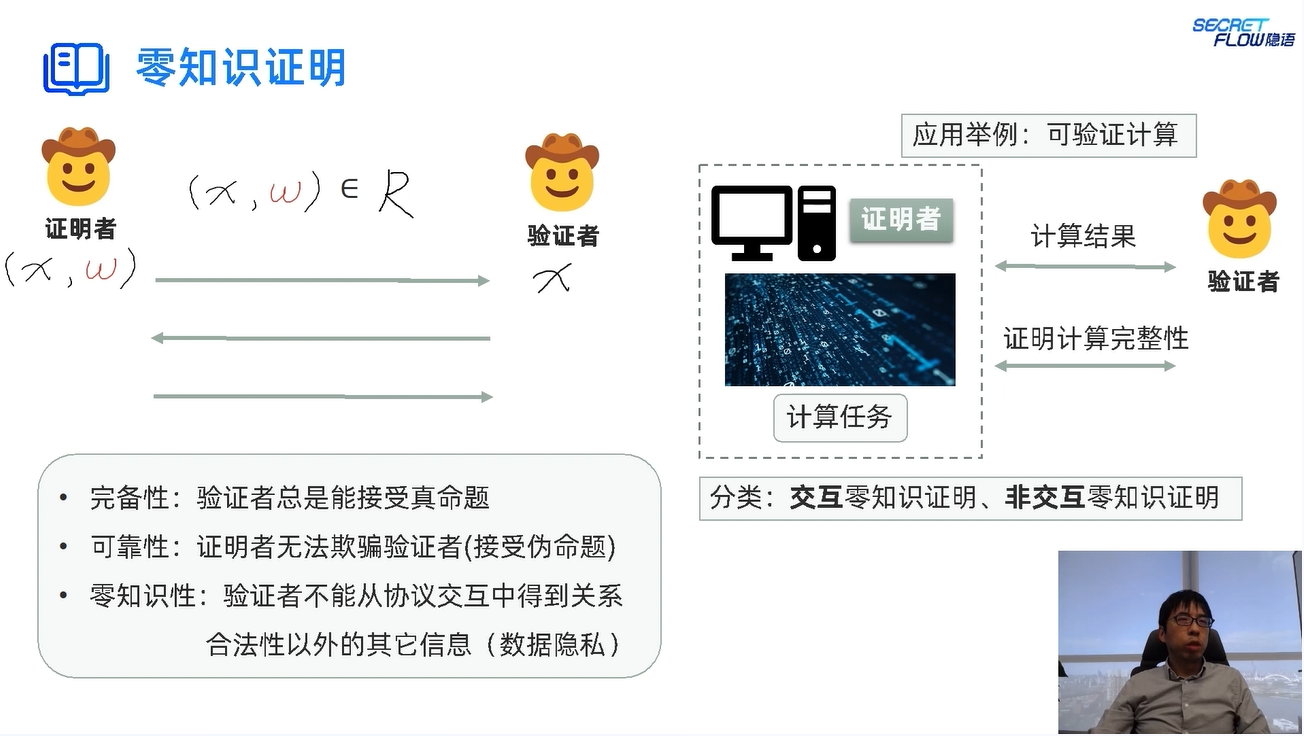 零知识证明
SECRET
FLOW隐语
证明者
(x,w)∈R
验证者
(x,w)
x
完备性：验证者总是能接受真命题
可靠性：证明者无法欺骗验证者(接受伪命题)
零知识性：验证者不能从协议交互中得到关系
合法性以外的其它信息（数据隐私）
应用举例：可验证计算
证明者
计算任务
计算结果
验证者
证明计算完整性
分类：交互零知识证明、非交互零知识证明